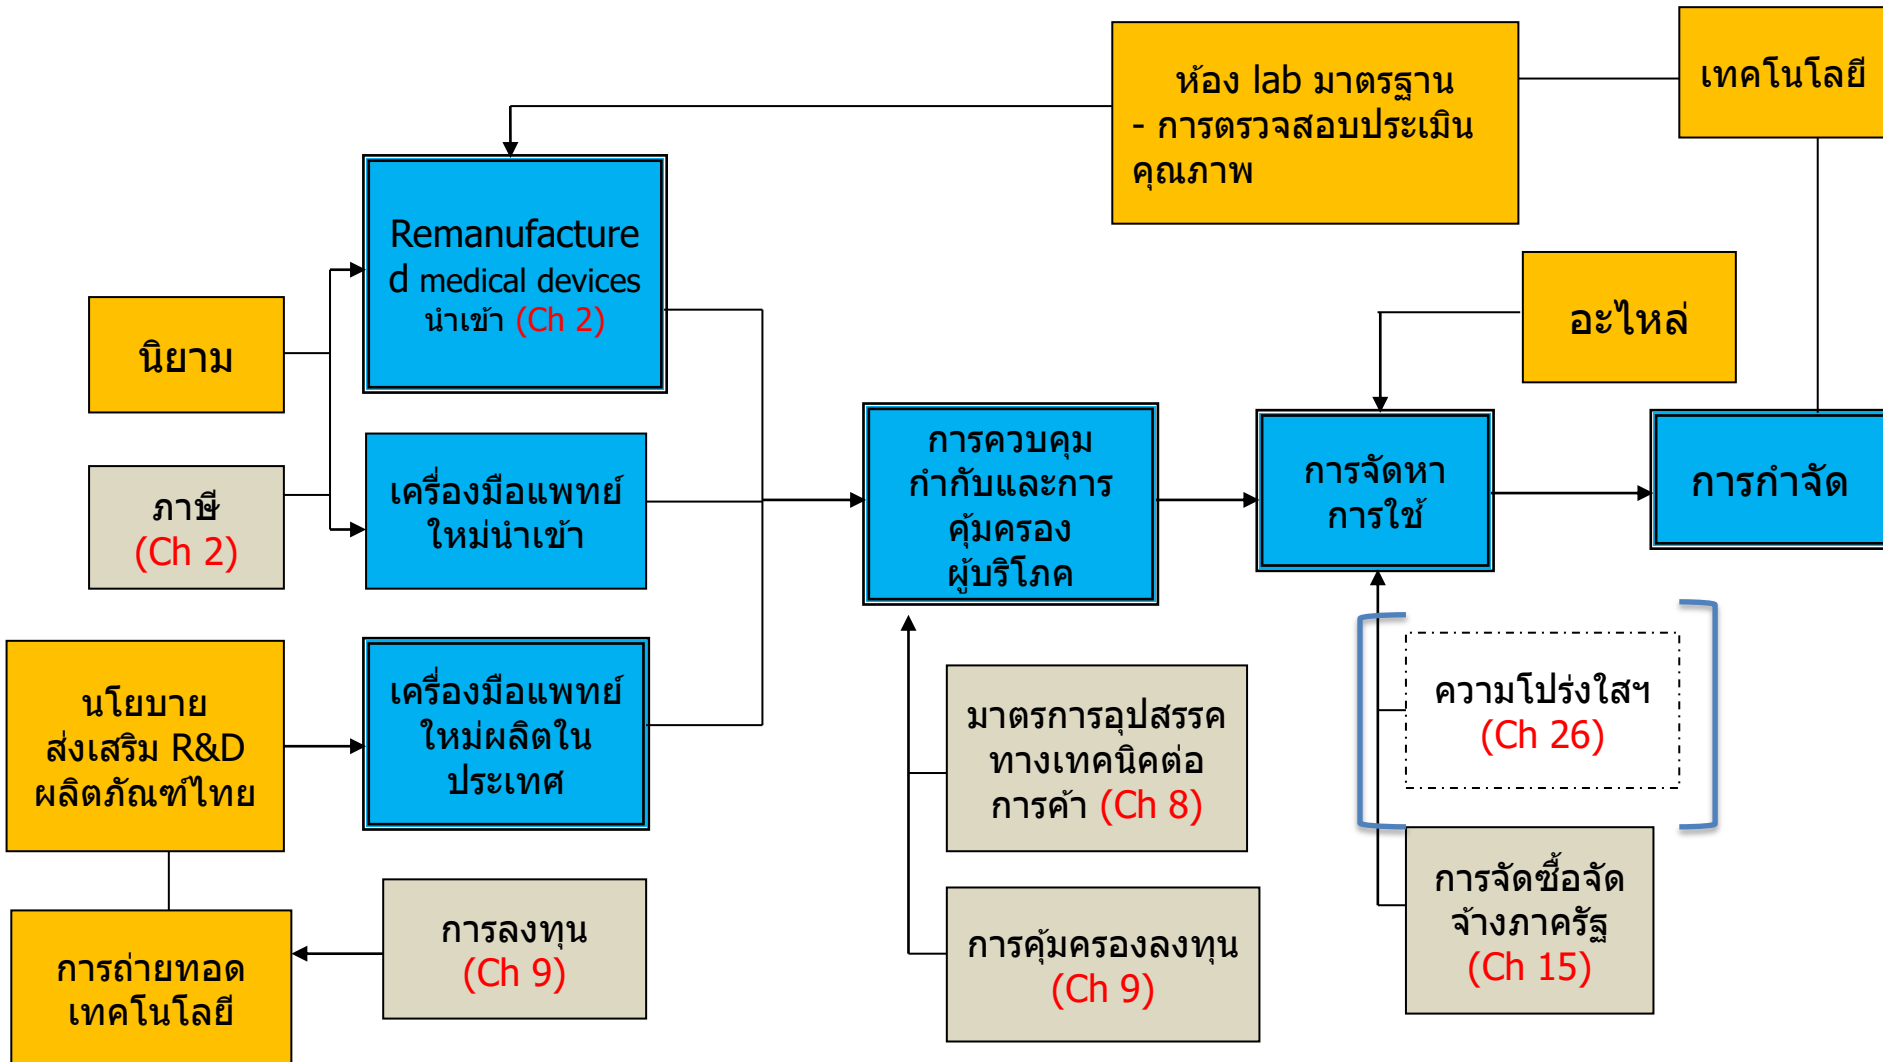 ห้อง lab มาตรฐาน
- การตรวจสอบประเมิน
คุณภาพ
เทคโนโลยี
Remanufacture
d medical devices
นำเข้า (Ch 2)
อะไหล่
นิยาม
การควบคุม
กำกับและการ
คุ้มครอง
ผู้บริโภค
การจัดหา
การใช้
การกำจัด
ภาษี
(Ch 2)
เครื่องมือแพทย์
ใหม่นำเข้า
นโยบาย
ส่งเสริม R&D
ผลิตภัณฑ์ไทย
เครื่องมือแพทย์
ใหม่ผลิตใน
ประเทศ
มาตรการอุปสรรค
ทางเทคนิคต่อ
การค้า (Ch 8)
ความโปร่งใสฯ
(Ch 26)
การจัดซื้อจัด
จ้างภาครัฐ
(Ch 15)
การถ่ายทอด
เทคโนโลยี
การลงทุน
(Ch 9)
การคุ้มครองลงทุน
(Ch 9)